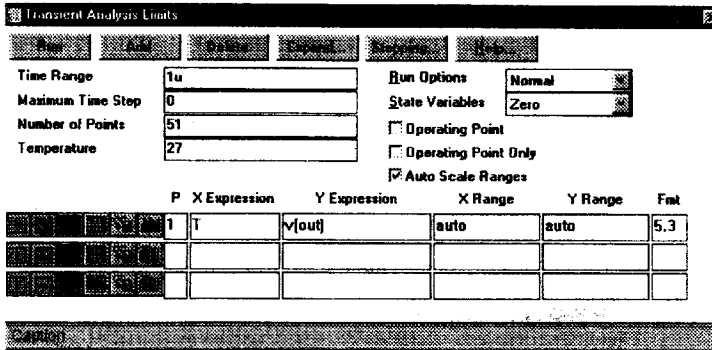 Transient Analysis Limits
Run Add Delete Expand... Stepping... Help...
Time Range 1u Run Options Normal
Maximum Time Step 0 State Variables Zero
Number of Points 51 Operating Point
Temperature 27 Operating Point Only
Auto Scale Ranges
P X Expression Y Expression X Range Y Range Fmt
1 T v(out) auto auto 5.3
Caption